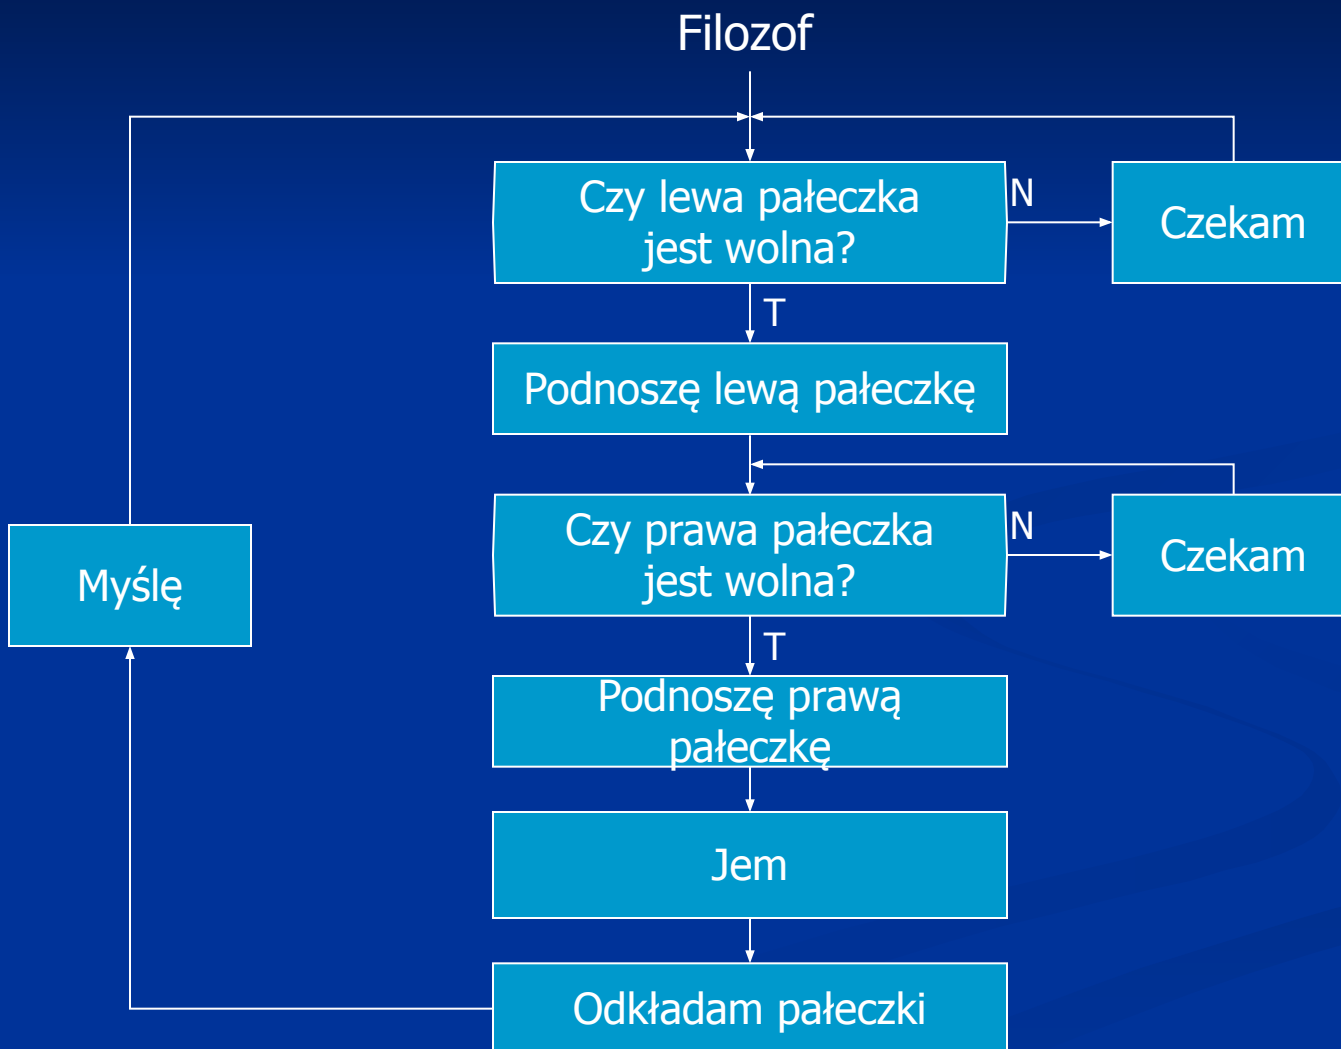 Filozof
Czy lewa pałeczka
jest wolna?
N
Czekam
T
Podnoszę lewą pałeczkę
Czy prawa pałeczka
jest wolna?
N
Czekam
Myślę
T
Podnoszę prawą
pałeczkę
Jem
Odkładam pałeczki